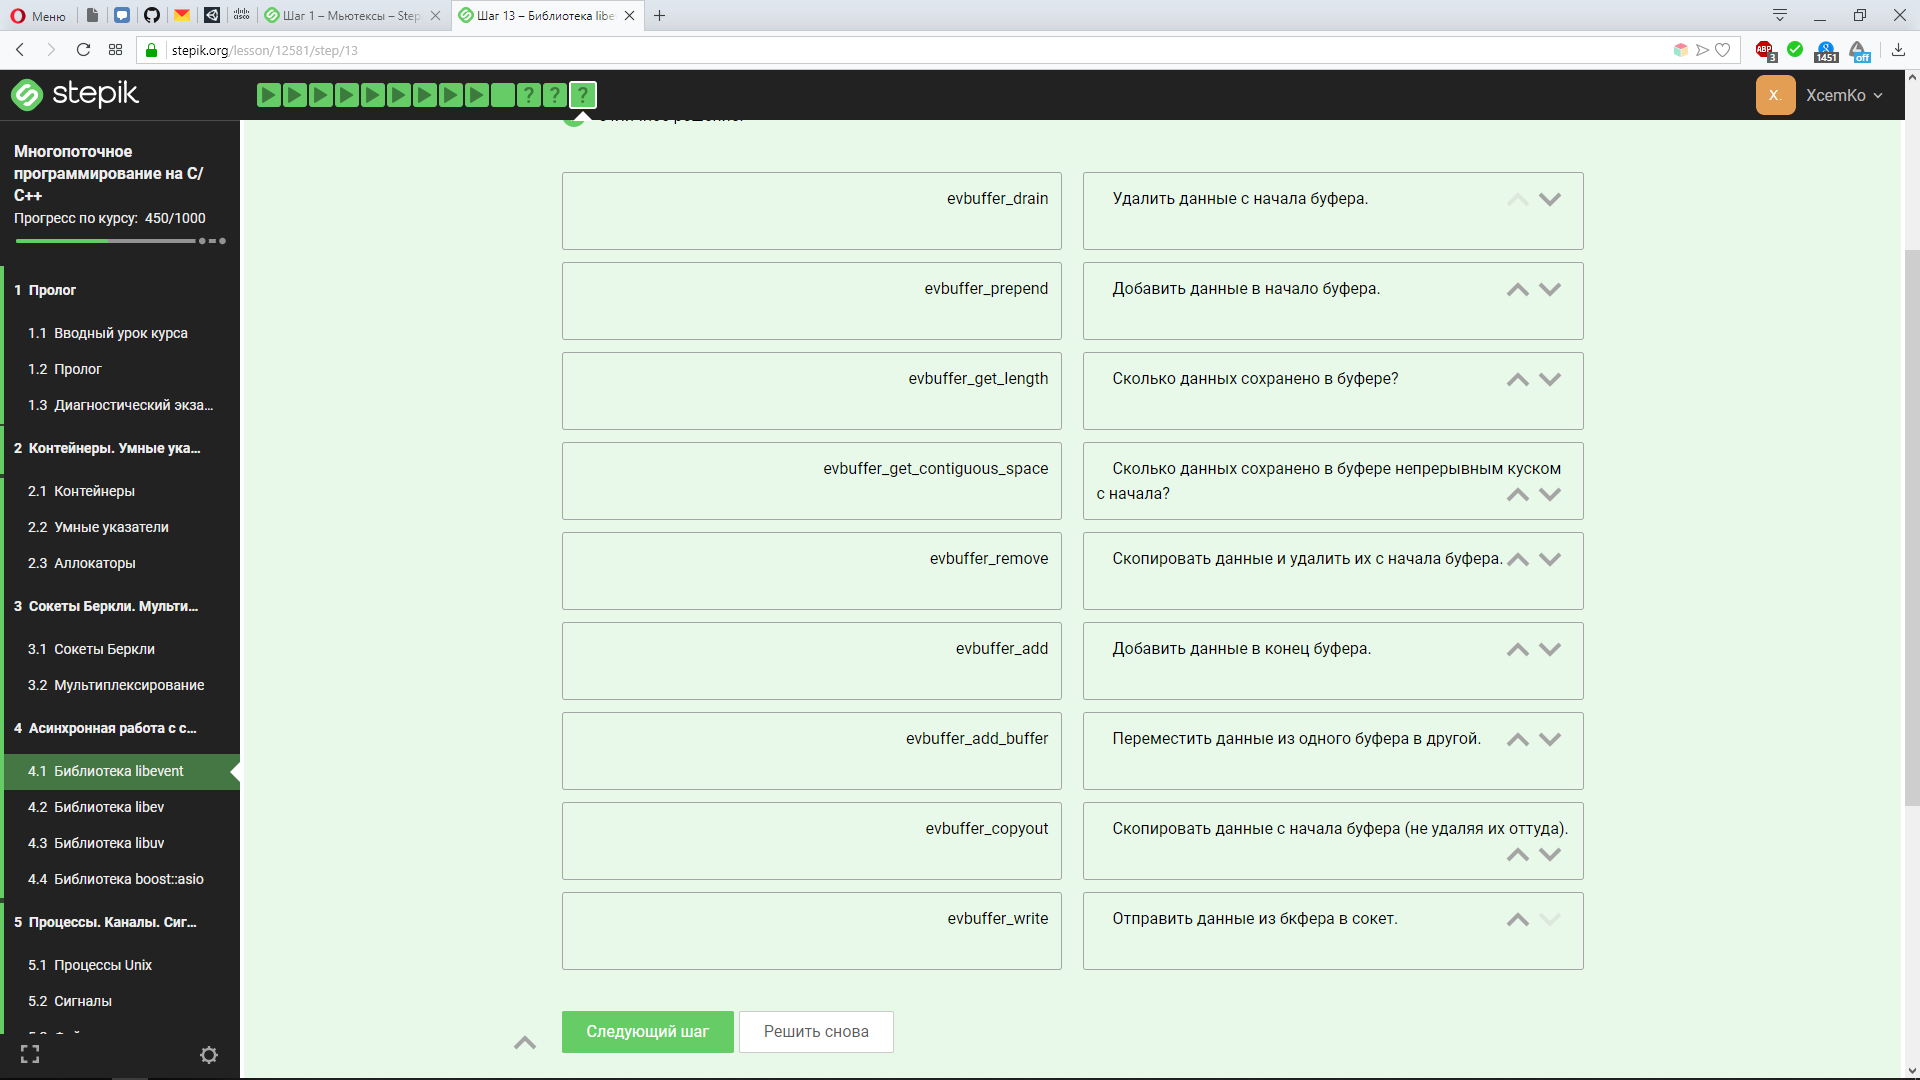 Меню
Шаг 1 – Мьютексы – Step
Шаг 13 – Библиотека libe
stepik.org/lesson/12581/step/13
ABP
3
1451
off
stepik
? ? ?
X.
XcemKo
Многопоточное
программирование на С/
С++
Прогресс по курсу: 450/1000
1 Пролог
1.1 Вводный урок курса
1.2 Пролог
1.3 Диагностический экза...
2 Контейнеры. Умные ука...
2.1 Контейнеры
2.2 Умные указатели
2.3 Аллокаторы
3 Сокеты Беркли. Мульти...
3.1 Сокеты Беркли
3.2 Мультиплексирование
4 Асинхронная работа с с...
4.1 Библиотека libevent
4.2 Библиотека libev
4.3 Библиотека libuv
4.4 Библиотека boost::asio
5 Процессы. Каналы. Сиг...
5.1 Процессы Unix
5.2 Сигналы
evbuffer_drain
Удалить данные с начала буфера.
evbuffer_prepend
Добавить данные в начало буфера.
evbuffer_get_length
Сколько данных сохранено в буфере?
evbuffer_get_contiguous_space
Сколько данных сохранено в буфере непрерывным куском
с начала?
evbuffer_remove
Скопировать данные и удалить их с начала буфера.
evbuffer_add
Добавить данные в конец буфера.
evbuffer_add_buffer
Переместить данные из одного буфера в другой.
evbuffer_copyout
Скопировать данные с начала буфера (не удаляя их оттуда).
evbuffer_write
Отправить данные из бкфера в сокет.
Следующий шаг
Решить снова